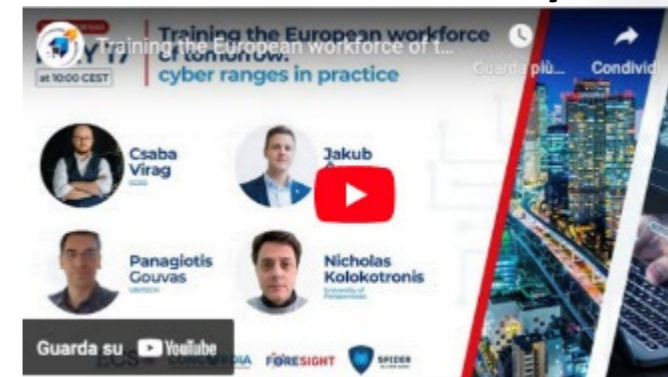 Training the European workforce of t...
Training the European workforce
of tomorrow:
cyber ranges in practice
at 10:00 CEST
Guarda più...
Condividi
Csaba
Virag
Jakub
Panagiotis
Gouvas
UBITECH
Nicholas
Kolokotronis
University of
Peloponnese
Guarda su YouTube
FORESIGHT
SPIDER